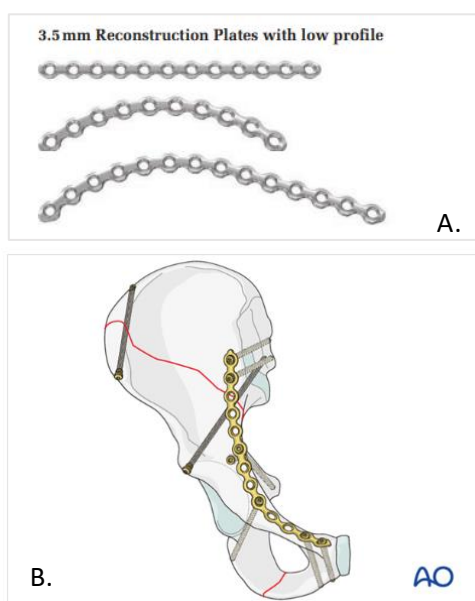 3.5 mm Reconstruction Plates with low profile
A.
B.
AO